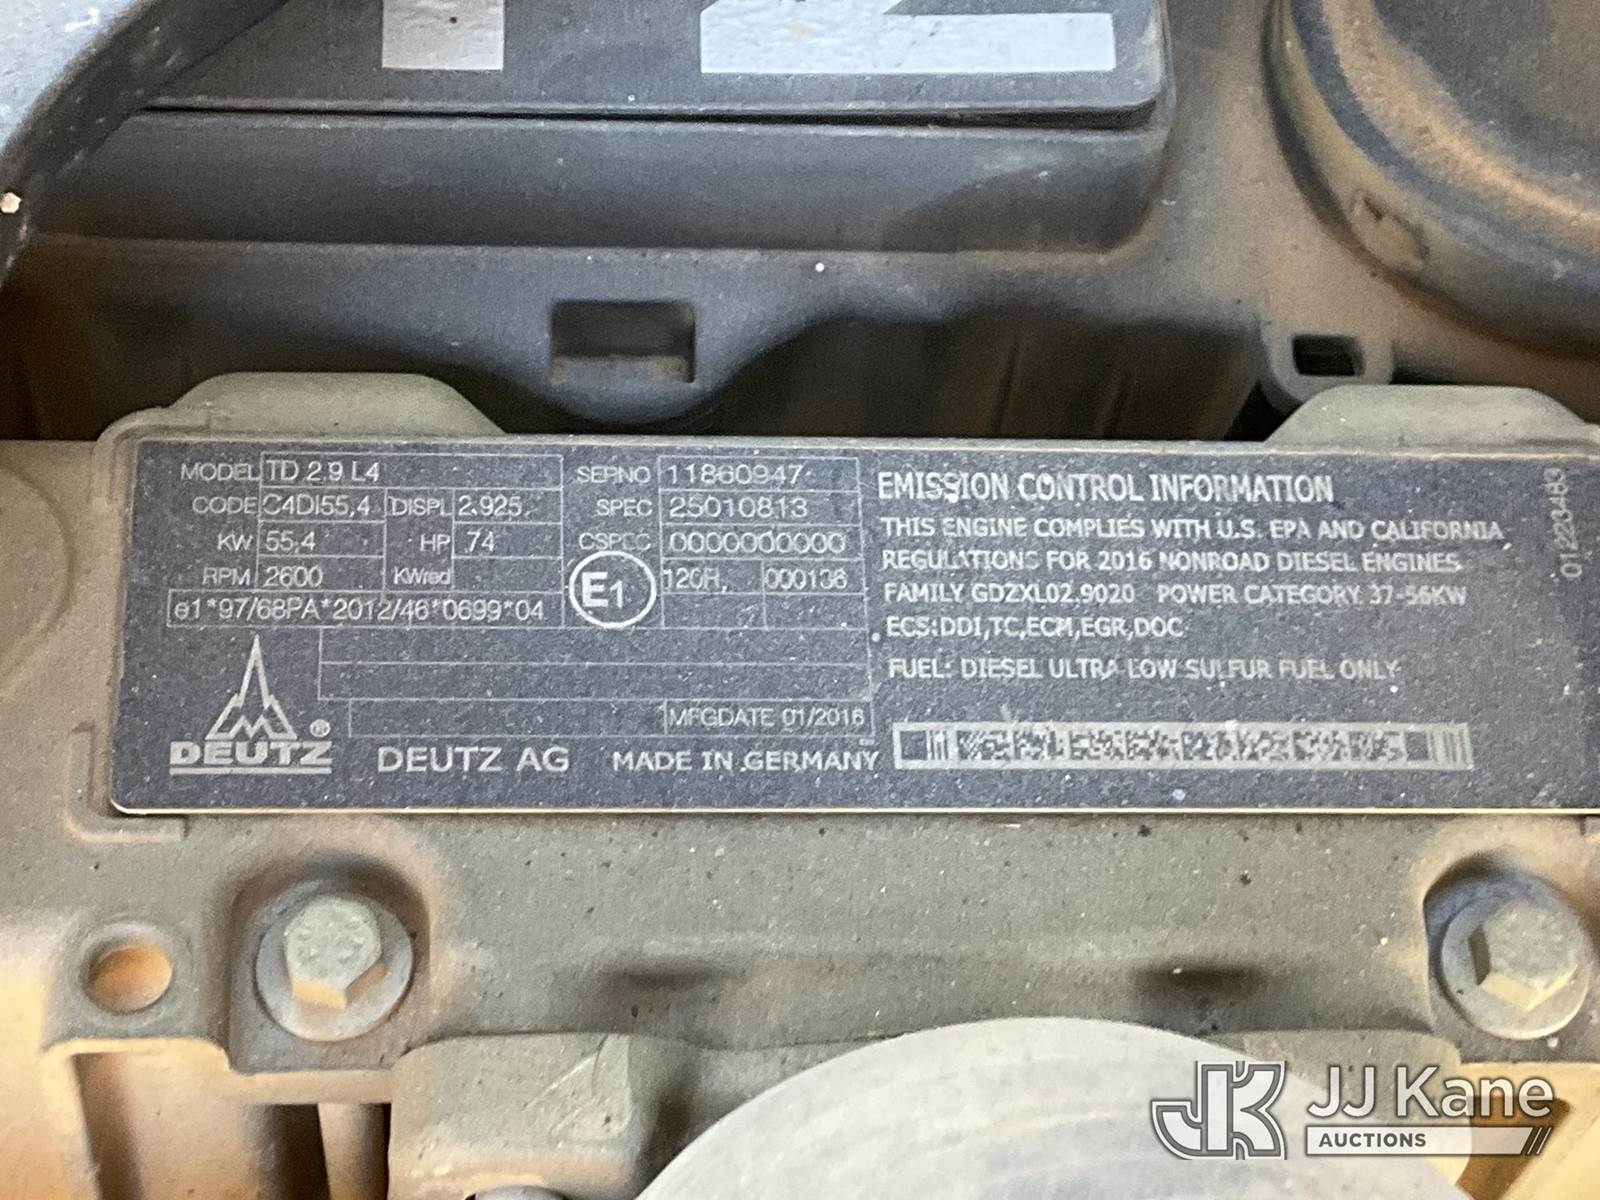 MODEL TD 2.9 L4
CODE C4DI55,4 DISPL 2.925
KW 55,4 HP 74
RPM 2600 KWred
e1*97/68PA*2012/46*0699*04
SERNO 11860947
SPEC 25010813
CSPEC 0000000000
E1 120R, 000136
MFGDATE 01/2016
DEUTZ ®
DEUTZ AG MADE IN GERMANY
EMISSION CONTROL INFORMATION
THIS ENGINE COMPLIES WITH U.S. EPA AND CALIFORNIA
REGULATIONS FOR 2016 NONROAD DIESEL ENGINES
FAMILY GDZXL02.9020 POWER CATEGORY 37-56KW
ECS:DDI,TC,ECM,EGR,DOC
FUEL: DIESEL ULTRA LOW SULFUR FUEL ONLY
01223483
JK JJ Kane
AUCTIONS